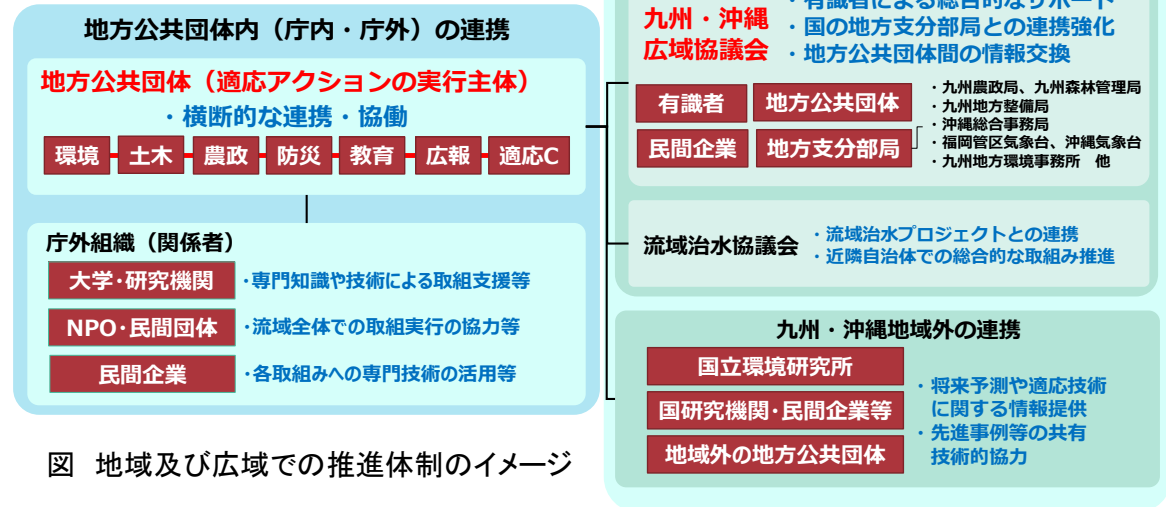 地方公共団体内（庁内・庁外）の連携
地方公共団体（適応アクションの実行主体）
・横断的な連携・協働
環境 土木 農政 防災 教育 広報 適応C
庁外組織（関係者）
大学・研究機関 ・専門知識や技術による取組支援等
NPO・民間団体 ・流域全体での取組実行の協力等
民間企業 ・各取組みへの専門技術の活用等
図 地域及び広域での推進体制のイメージ
九州・沖縄
広域協議会
・有識者による総合的なサポート
・国の地方支分部局との連携強化
・地方公共団体間の情報交換
有識者 地方公共団体
民間企業 地方支分部局
・九州農政局、九州森林管理局
・九州地方整備局
・沖縄総合事務局
・福岡管区気象台、沖縄気象台
・九州地方環境事務所 他
流域治水協議会
・流域治水プロジェクトとの連携
・近隣自治体での総合的な取組み推進
九州・沖縄地域外の連携
国立環境研究所
国研究機関・民間企業等
地域外の地方公共団体
・将来予測や適応技術
に関する情報提供
・先進事例等の共有
技術的協力